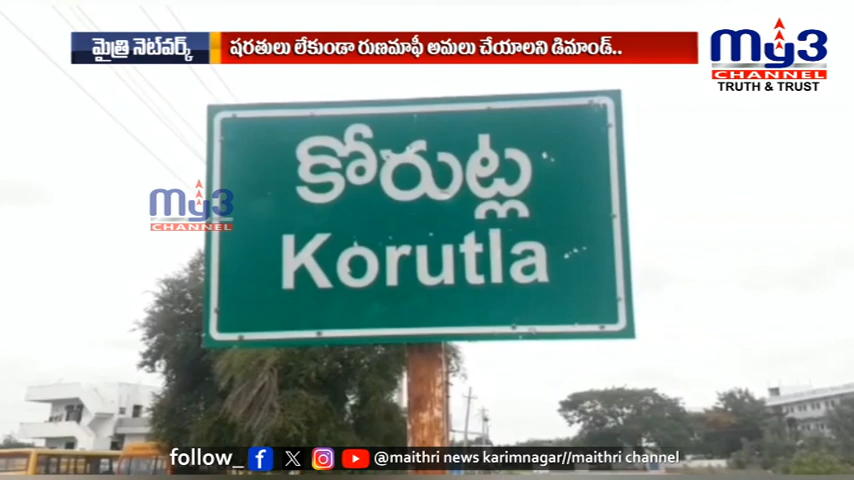 మైత్రి నెట్‌వర్క్ షరతులు లేకుండా రుణమాఫీ అమలు చేయాలని డిమాండ్..
my3
CHANNEL
TRUTH & TRUST
కోరుట్ల
my3
CHANNEL
Korutla
follow_ @maithri news karimnagar//maithri channel